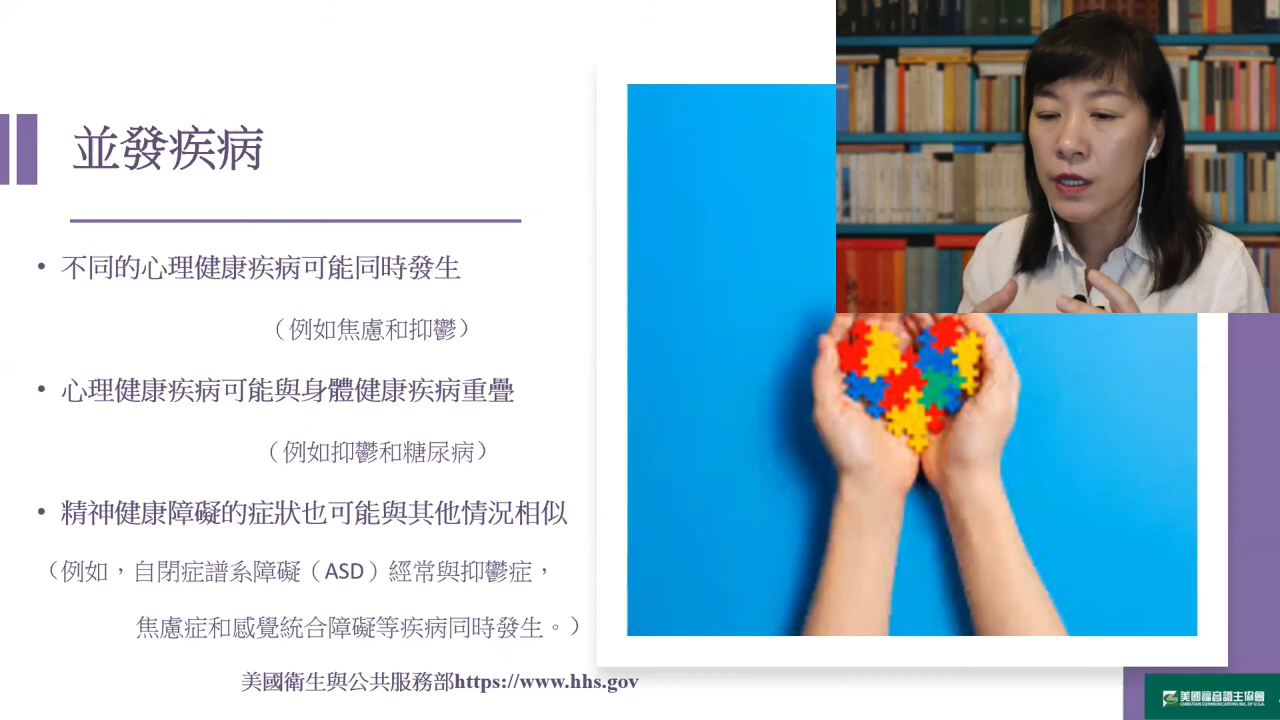 並發疾病
• 不同的心理健康疾病可能同時發生
（例如焦慮和抑鬱）
• 心理健康疾病可能與身體健康疾病重疊
（例如抑鬱和糖尿病）
• 精神健康障礙的症狀也可能與其他情況相似
（例如，自閉症譜系障礙（ASD）經常與抑鬱症，
焦慮症和感覺統合障礙等疾病同時發生。）
美國衛生與公共服務部https://www.hhs.gov
美國福音證主協會
CHRISTIAN COMMUNICATIONS INC. OF U.S.A.